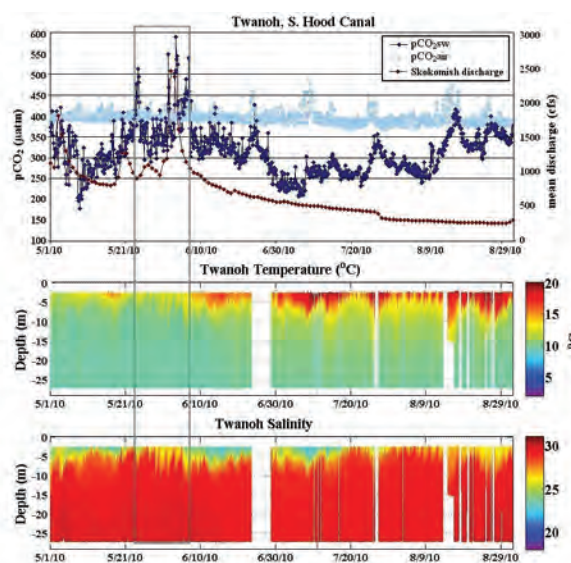 Twanoh, S. Hood Canal
pCO₂sw
pCO₂air
Skokomish discharge
pCO₂ (µatm)
600
550
500
450
400
350
300
250
200
150
100
3000
2500
2000
1500
1000
500
0
mean discharge (cfs)
5/1/10 5/21/10 6/10/10 6/30/10 7/20/10 8/9/10 8/29/10
Twanoh Temperature (°C)
Depth (m)
0
-5
-10
-15
-20
-25
20
15
10
5
5/1/10 5/21/10 6/10/10 6/30/10 7/20/10 8/9/10 8/29/10
Twanoh Salinity
Depth (m)
0
-5
-10
-15
-20
-25
30
25
20
5/1/10 5/21/10 6/10/10 6/30/10 7/20/10 8/9/10 8/29/10